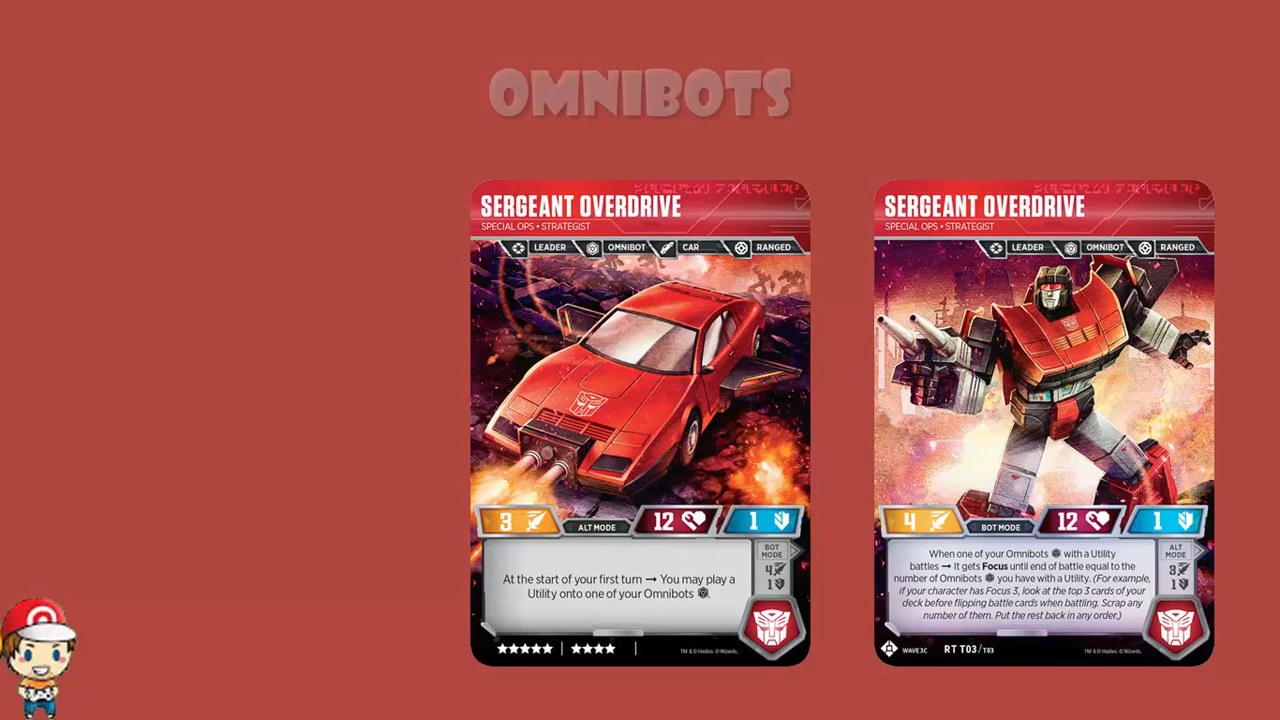 OMNIBOTS
SERGEANT OVERDRIVE
SPECIAL OPS • STRATEGIST
LEADER OMNIBOT CAR RANGED
3 ALT MODE 12 1
At the start of your first turn → You may play a
Utility onto one of your Omnibots .
BOT
MODE
4
1
TM & © Hasbro. © Wizards.
SERGEANT OVERDRIVE
SPECIAL OPS • STRATEGIST
LEADER OMNIBOT RANGED
4 BOT MODE 12 1
When one of your Omnibots with a Utility
battles → It gets Focus until end of battle equal to the
number of Omnibots you have with a Utility. (For example,
if your character has Focus 3, look at the top 3 cards of your
deck before flipping battle cards when battling. Scrap any
number of them. Put the rest back in any order.)
ALT
MODE
3
1
WAVE 3C RT T03/T03
TM & © Hasbro. © Wizards.